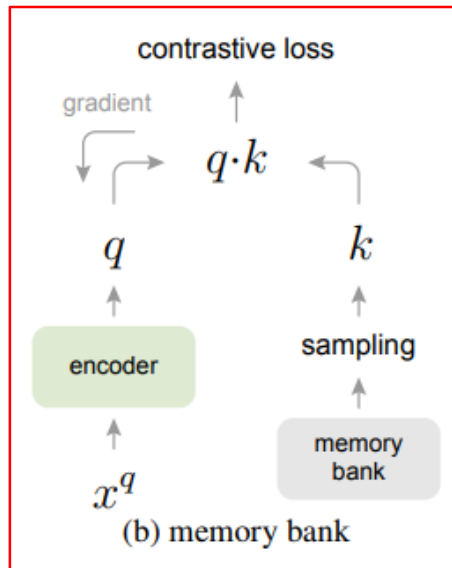 contrastive loss
gradient
q·k
q
k
encoder
sampling
memory
bank
x^q
(b) memory bank